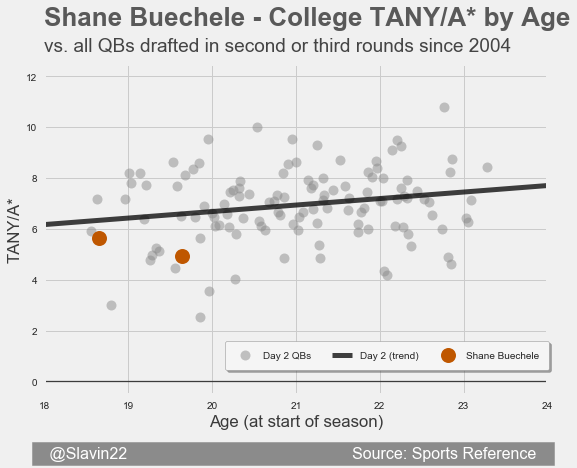 Shane Buechele - College TANY/A* by Age
vs. all QBs drafted in second or third rounds since 2004
12
10
8
6
4
2
0
TANY/A*
Day 2 QBs
Day 2 (trend)
Shane Buechele
18
19
20
21
22
23
24
Age (at start of season)
@Slavin22
Source: Sports Reference